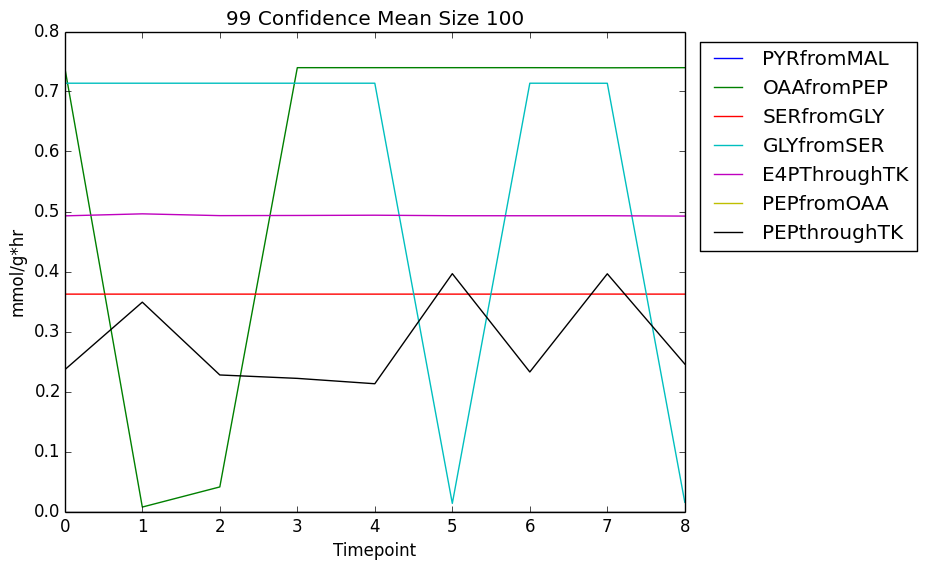 99 Confidence Mean Size 100
0.8
0.7
0.6
0.5
0.4
0.3
0.2
0.1
0.0
mmol/g*hr
0 1 2 3 4 5 6 7 8
Timepoint
PYRfromMAL
OAAfromPEP
SERfromGLY
GLYfromSER
E4PThroughTK
PEPfromOAA
PEPthroughTK